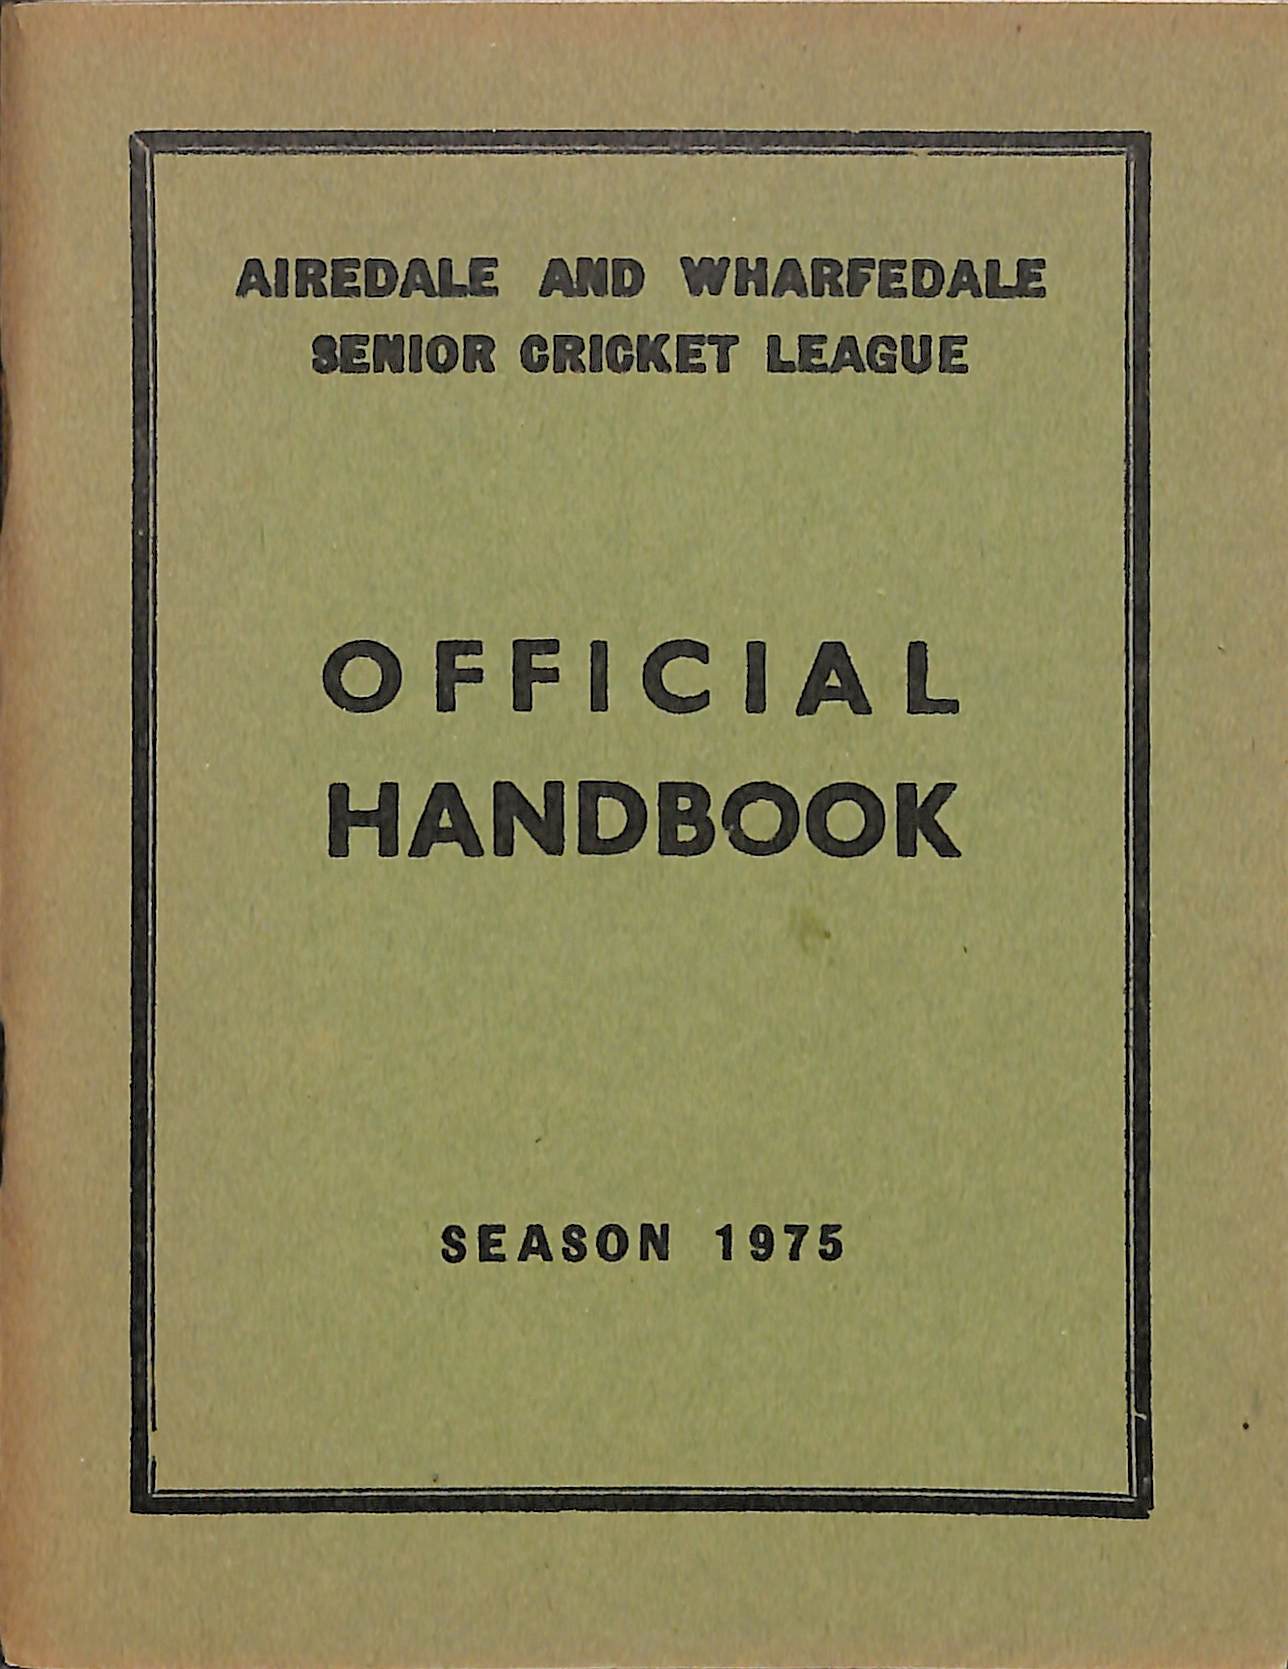 AIREDALE AND WHARFEDALE
SENIOR CRICKET LEAGUE
OFFICIAL
HANDBOOK
SEASON 1975